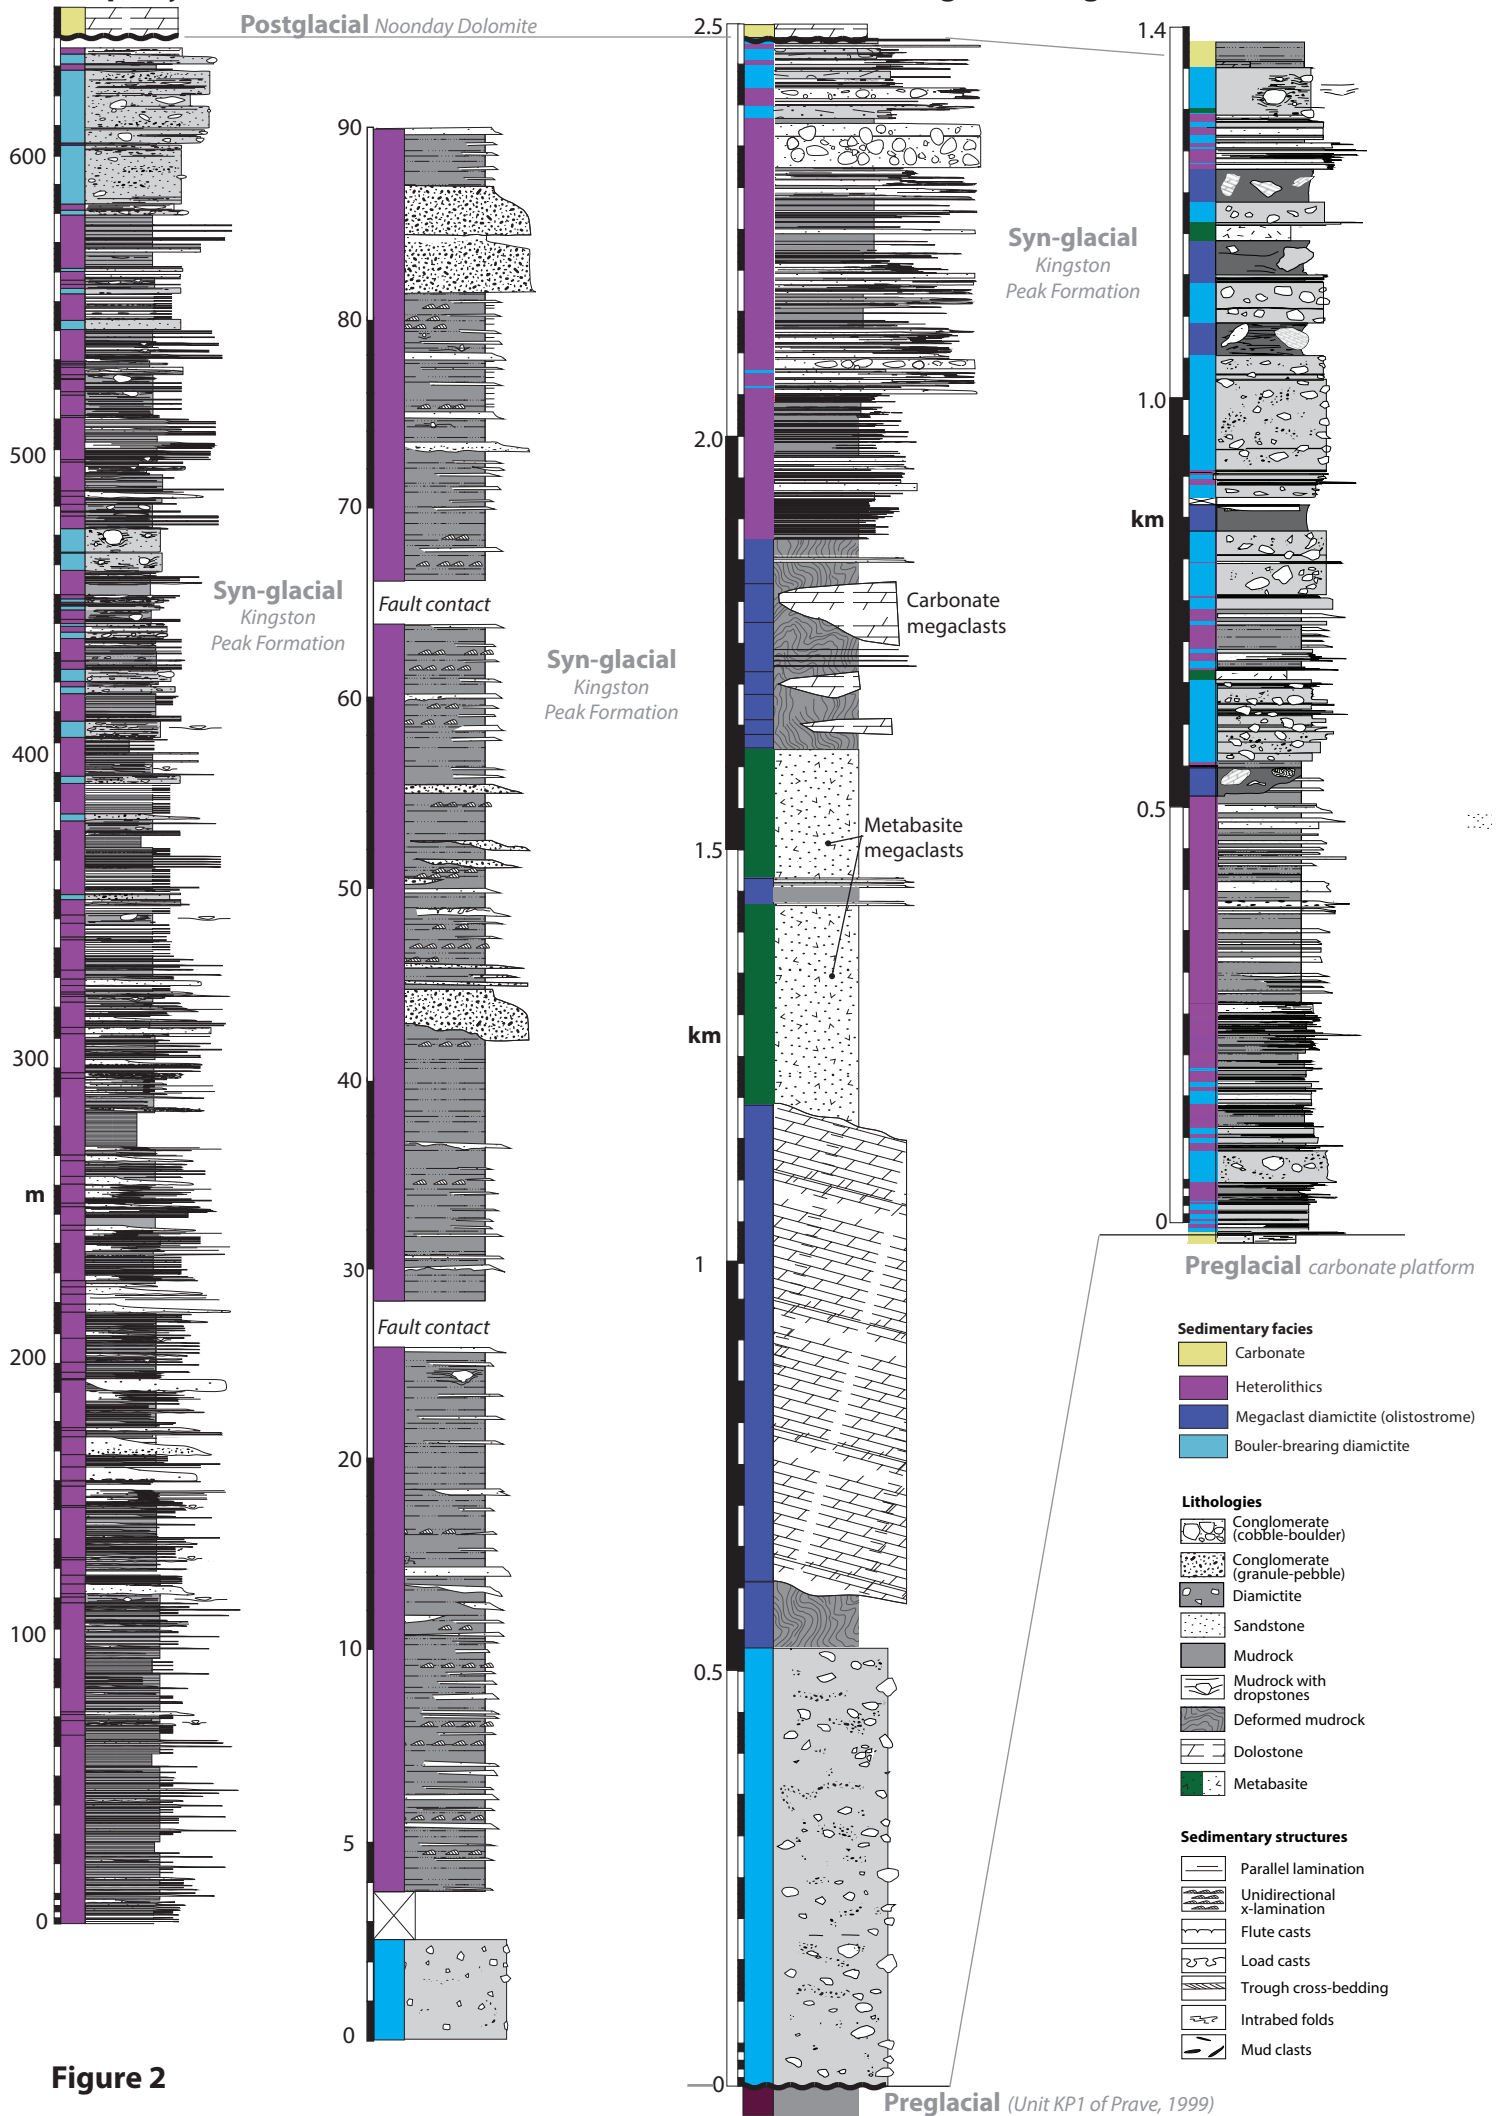 Postglacial Noonday Dolomite
600
500
400
300
m
200
100
0
Syn-glacial
Kingston
Peak Formation
90
80
70
Fault contact
60
50
40
30
Fault contact
20
10
5
0
Syn-glacial
Kingston
Peak Formation
2.5
2.0
1.5
km
1
0.5
0
Carbonate
megaclasts
Metabasite
megaclasts
Preglacial (Unit KP1 of Prave, 1999)
Syn-glacial
Kingston
Peak Formation
1.4
1.0
km
0.5
0
Preglacial carbonate platform
Sedimentary facies
Carbonate
Heterolithics
Megaclast diamictite (olistostrome)
Bouler-brearing diamictite
Lithologies
Conglomerate
(cobble-boulder)
Conglomerate
(granule-pebble)
Diamictite
Sandstone
Mudrock
Mudrock with
dropstones
Deformed mudrock
Dolostone
Metabasite
Sedimentary structures
Parallel lamination
Unidirectional
x-lamination
Flute casts
Load casts
Trough cross-bedding
Intrabed folds
Mud clasts
Figure 2